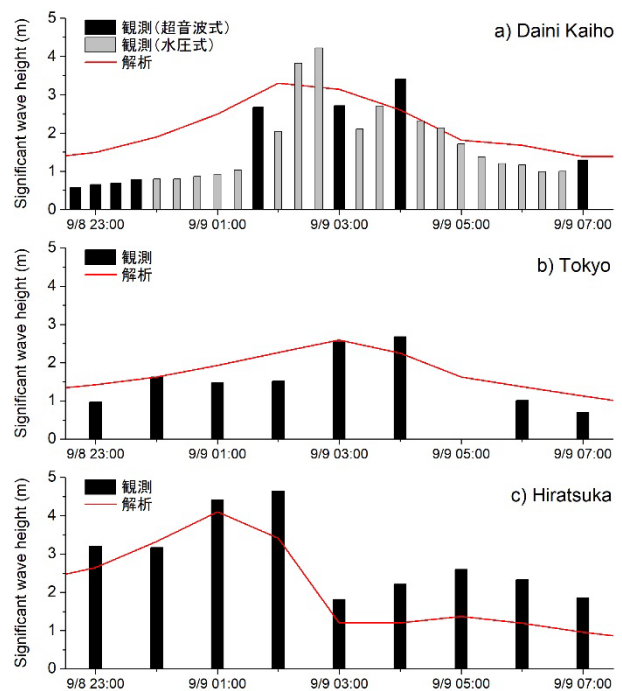 Significant wave height (m)
5
4
3
2
1
0
観測(超音波式)
観測(水圧式)
解析
a) Daini Kaiho
9/8 23:00
9/9 01:00
9/9 03:00
9/9 05:00
9/9 07:00
Significant wave height (m)
5
4
3
2
1
0
観測
解析
b) Tokyo
9/8 23:00
9/9 01:00
9/9 03:00
9/9 05:00
9/9 07:00
Significant wave height (m)
5
4
3
2
1
0
観測
解析
c) Hiratsuka
9/8 23:00
9/9 01:00
9/9 03:00
9/9 05:00
9/9 07:00